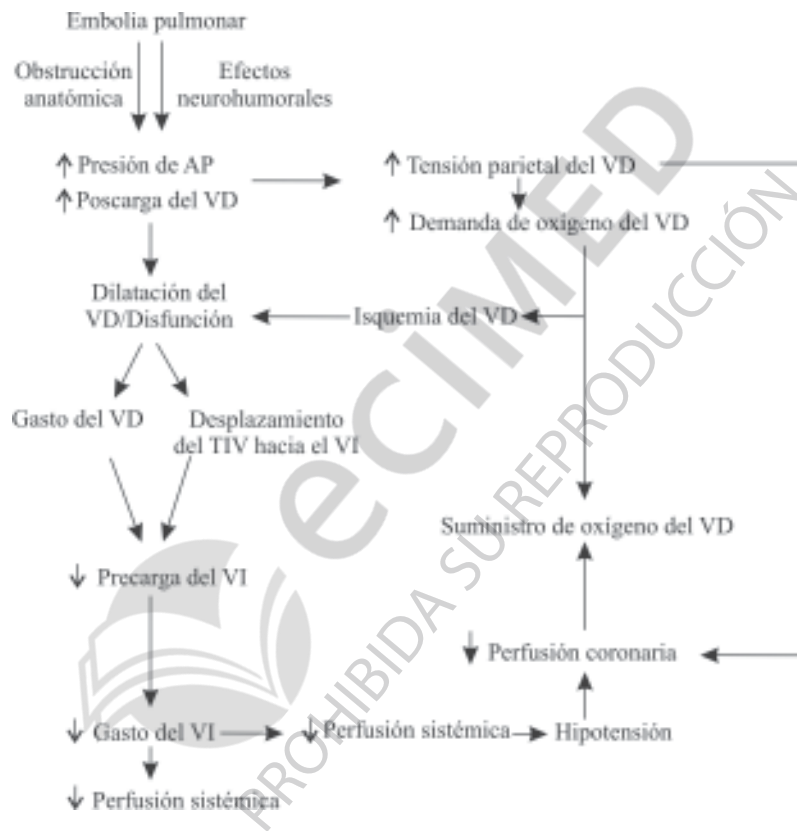 Embolia pulmonar
Obstrucción
anatómica
Efectos
neurohumorales
↑ Presión de AP
↑ Poscarga del VD
↑ Tensión parietal del VD
↑ Demanda de oxígeno del VD
Dilatación del
VD/Disfunción
Isquemia del VD
Gasto del VD
Desplazamiento
del TIV hacia el VI
Suministro de oxígeno del VD
↓ Precarga del VI
↓ Perfusión coronaria
↓ Gasto del VI
↓ Perfusión sistémica
Hipotensión
↓ Perfusión sistémica
eCIMED
PROHIBIDA SU REPRODUCCIÓN